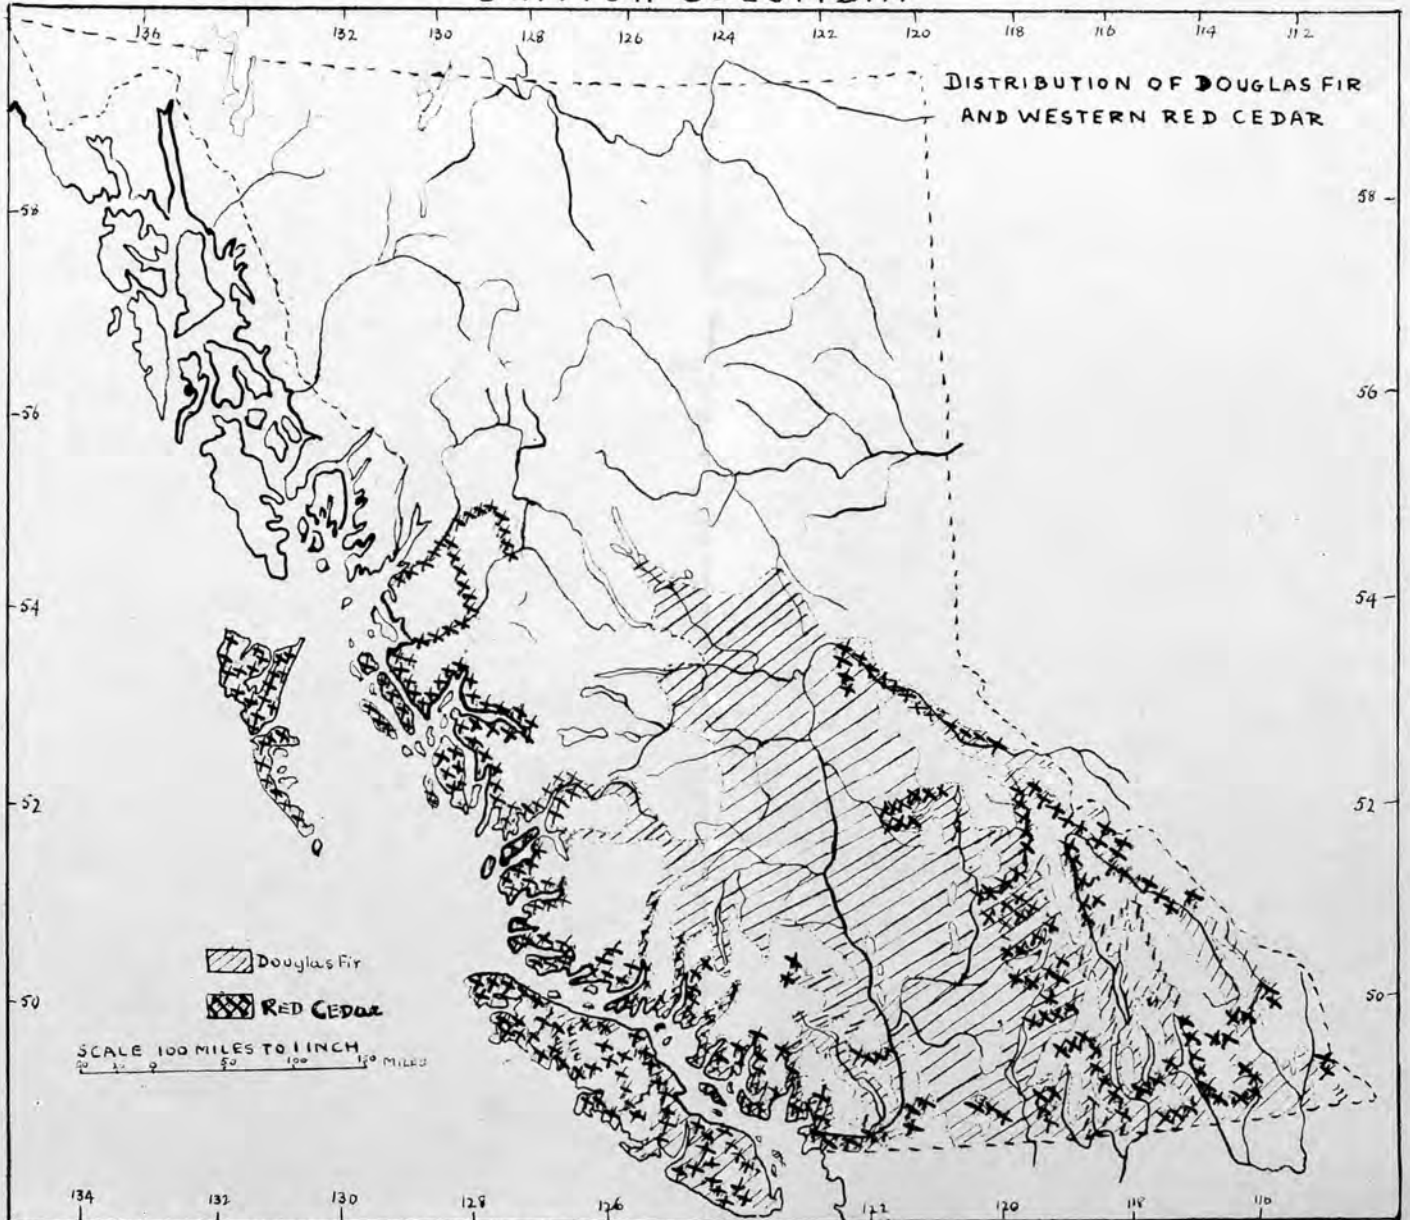 136 132 130 128 126 124 122 120 118 116 114 112
DISTRIBUTION OF DOUGLAS FIR
AND WESTERN RED CEDAR
58 58
56 56
54 54
52 52
50 50
Douglas Fir
RED CEDAR
SCALE 100 MILES TO 1 INCH
0 50 100 150 MILES
134 132 130 128 126 122 120 118 116